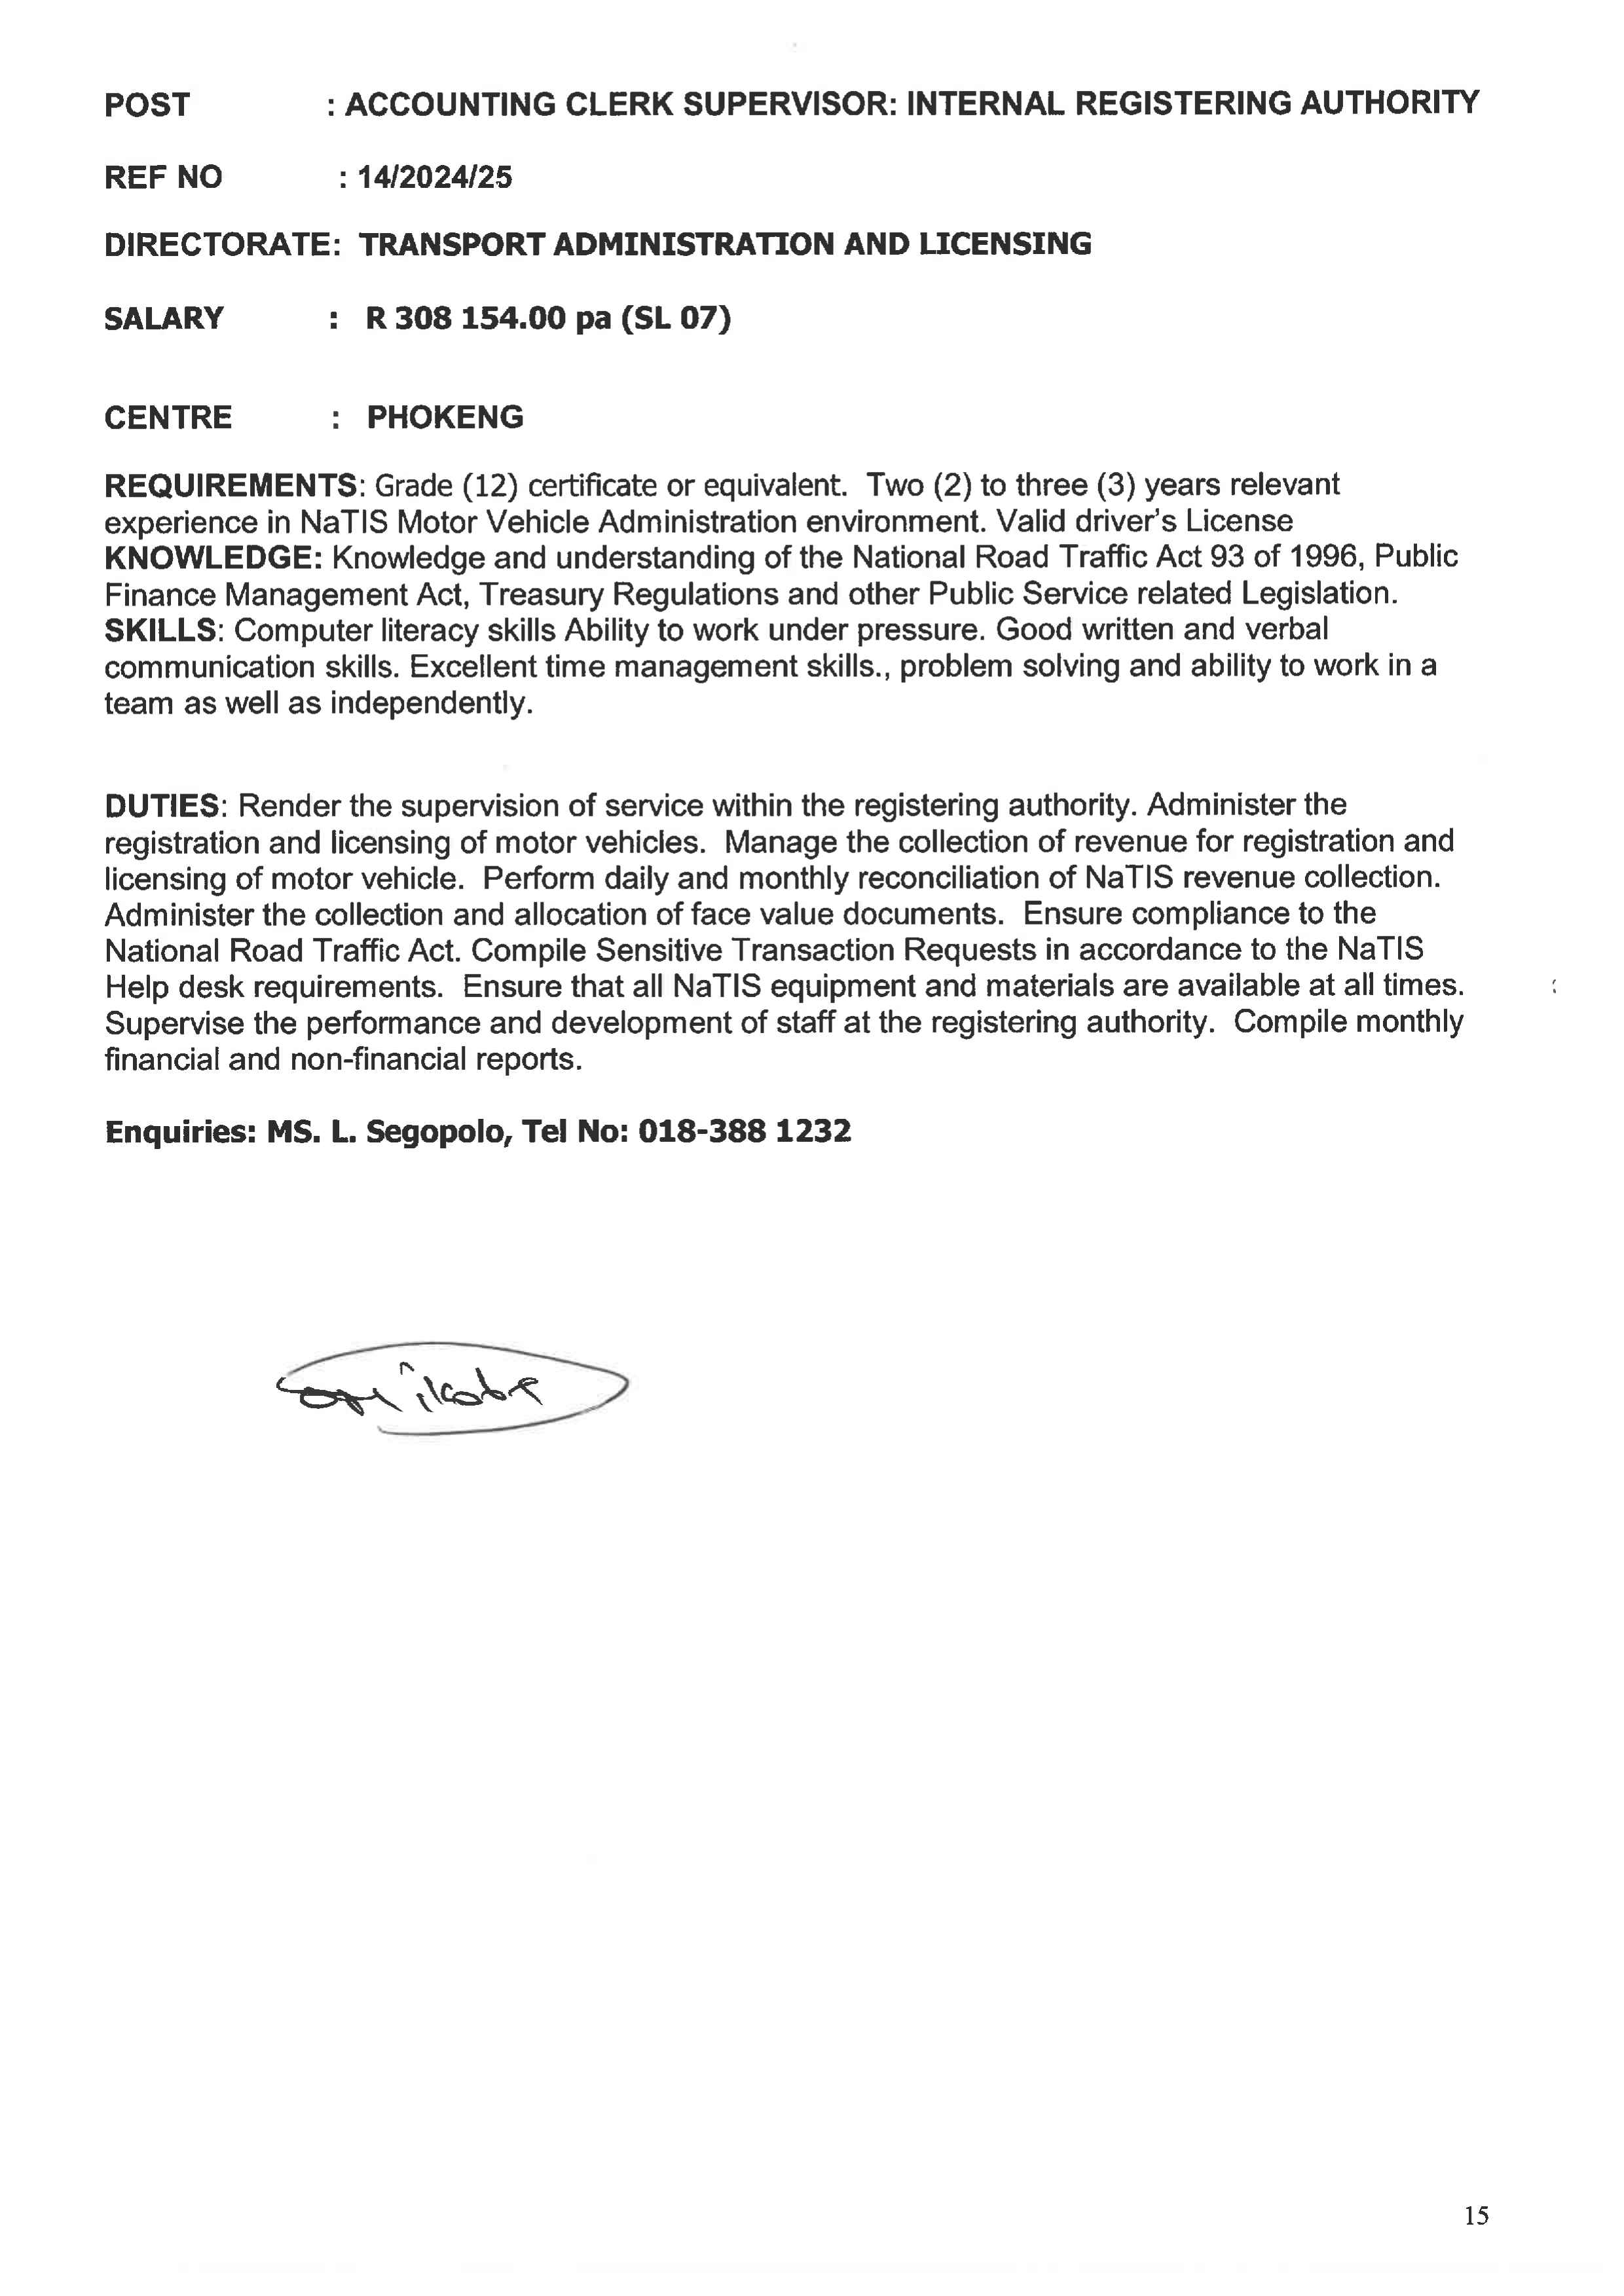 POST : ACCOUNTING CLERK SUPERVISOR: INTERNAL REGISTERING AUTHORITY
REF NO : 14/2024/25
DIRECTORATE: TRANSPORT ADMINISTRATION AND LICENSING
SALARY : R 308 154.00 pa (SL 07)
CENTRE : PHOKENG
REQUIREMENTS: Grade (12) certificate or equivalent. Two (2) to three (3) years relevant
experience in NaTIS Motor Vehicle Administration environment. Valid driver's License
KNOWLEDGE: Knowledge and understanding of the National Road Traffic Act 93 of 1996, Public
Finance Management Act, Treasury Regulations and other Public Service related Legislation.
SKILLS: Computer literacy skills Ability to work under pressure. Good written and verbal
communication skills. Excellent time management skills., problem solving and ability to work in a
team as well as independently.
DUTIES: Render the supervision of service within the registering authority. Administer the
registration and licensing of motor vehicles. Manage the collection of revenue for registration and
licensing of motor vehicle. Perform daily and monthly reconciliation of NaTIS revenue collection.
Administer the collection and allocation of face value documents. Ensure compliance to the
National Road Traffic Act. Compile Sensitive Transaction Requests in accordance to the NaTIS
Help desk requirements. Ensure that all NaTIS equipment and materials are available at all times.
Supervise the performance and development of staff at the registering authority. Compile monthly
financial and non-financial reports.
Enquiries: MS. L. Segopolo, Tel No: 018-388 1232
15